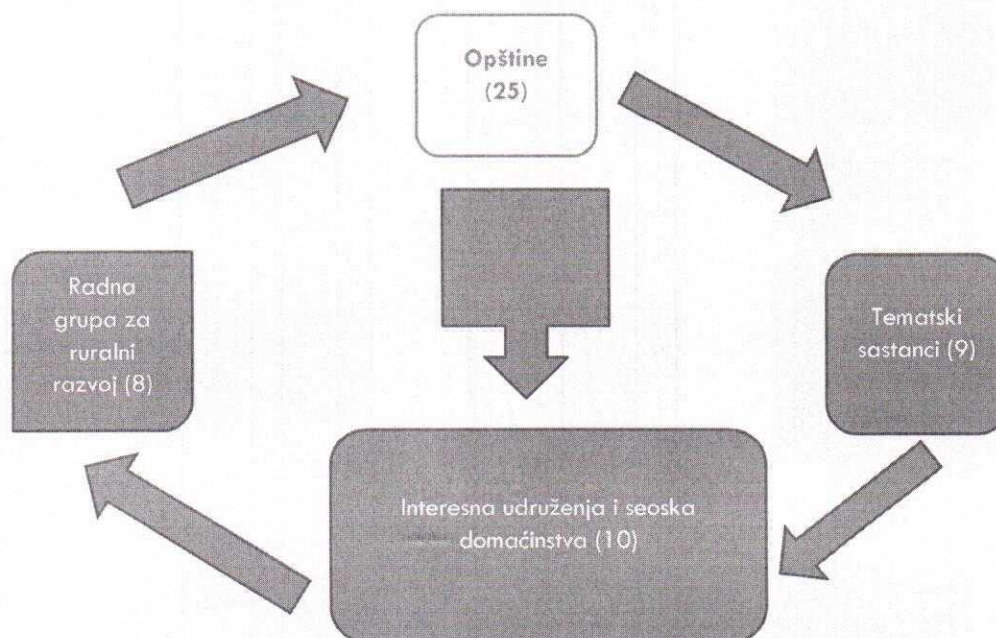 Opštine
(25)
Radna
grupa za
ruralni
razvoj (8)
Tematski
sastanci (9)
Interesna udruženja i seoska
domaćinstva (10)